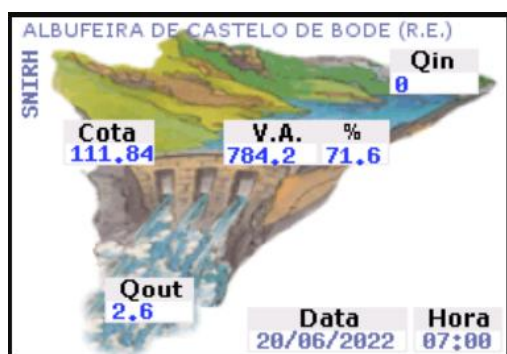 ALBUFEIRA DE CASTELO DE BODE (R.E.)
SNIRH
Qin
0
Cota
111.84
V.A. %
784.2 71.6
Qout
2.6
Data Hora
20/06/2022 07:00